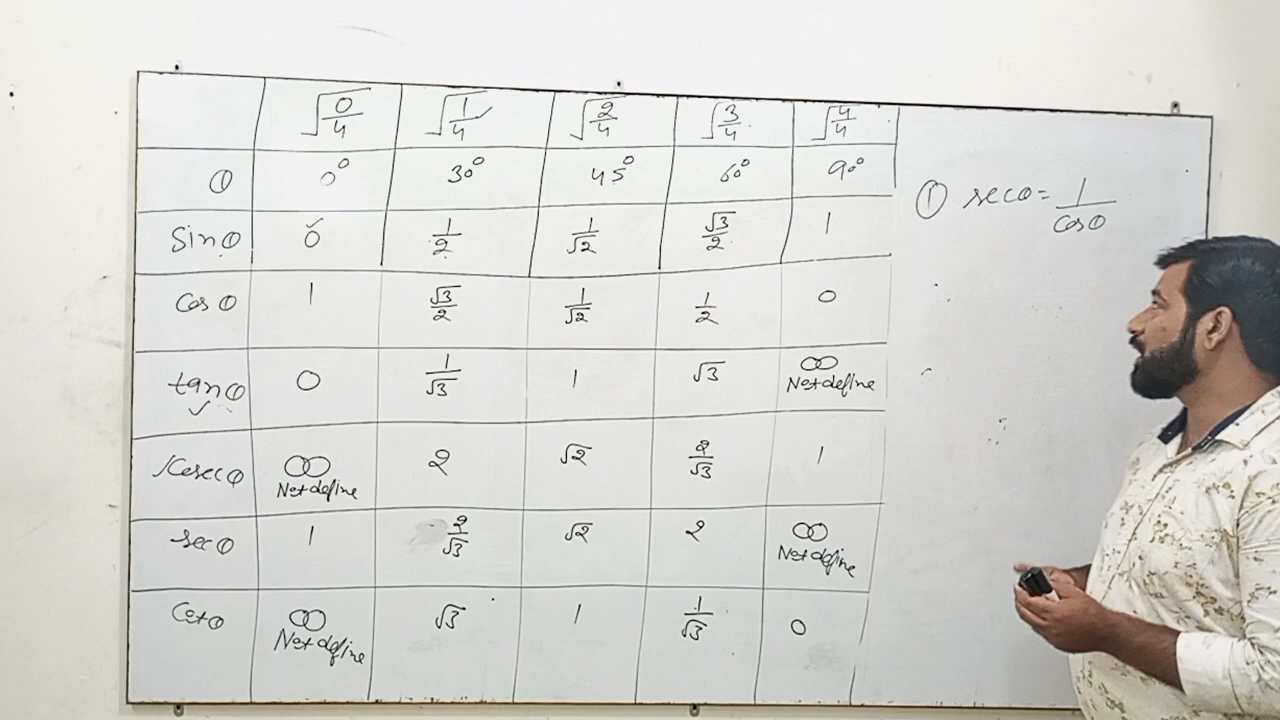 √0/4 √1/4 √2/4 √3/4 √4/4
θ 0° 30° 45° 60° 90°
Sinθ 0 1/2 1/√2 √3/2 1
Cosθ 1 √3/2 1/√2 1/2 0
tanθ 0 1/√3 1 √3 ∞ Not define
Cosecθ ∞ Not define 2 √2 2/√3 1
secθ 1 2/√3 √2 2 ∞ Not define
Cotθ ∞ Not define √3 1 1/√3 0
① secθ = 1/Cosθ